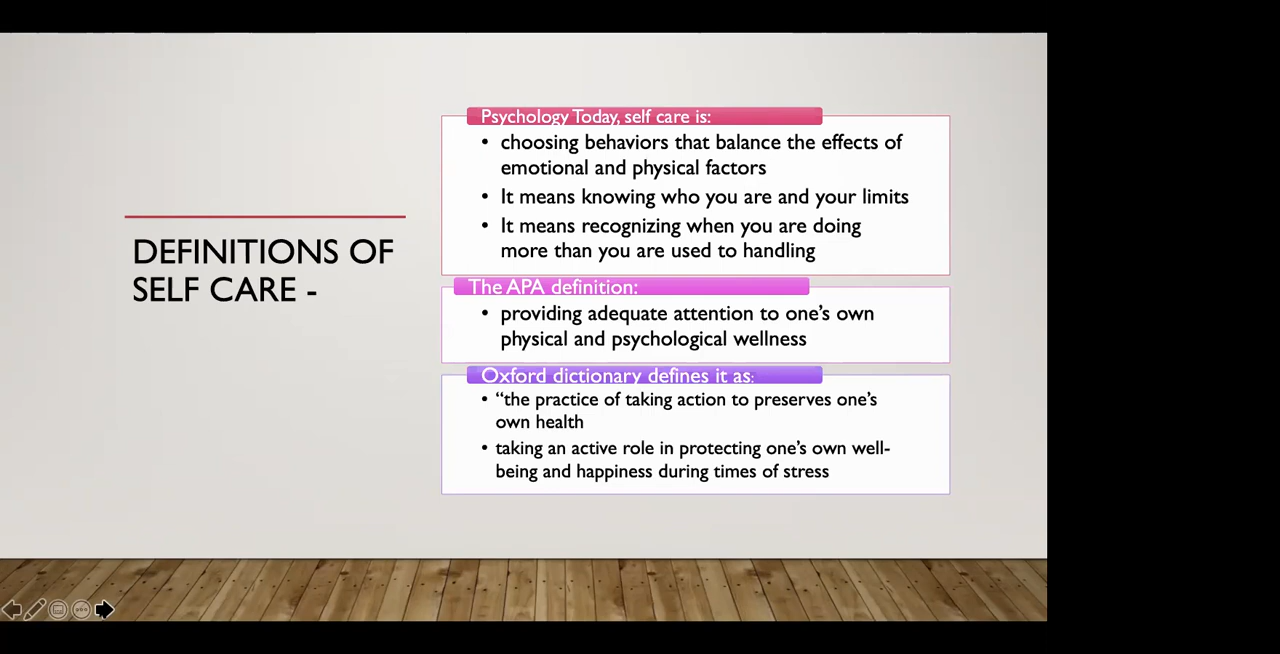 DEFINITIONS OF
SELF CARE -
Psychology Today, self care is:
• choosing behaviors that balance the effects of
emotional and physical factors
• It means knowing who you are and your limits
• It means recognizing when you are doing
more than you are used to handling
The APA definition:
• providing adequate attention to one's own
physical and psychological wellness
Oxford dictionary defines it as:
• “the practice of taking action to preserves one's
own health
• taking an active role in protecting one's own well-
being and happiness during times of stress